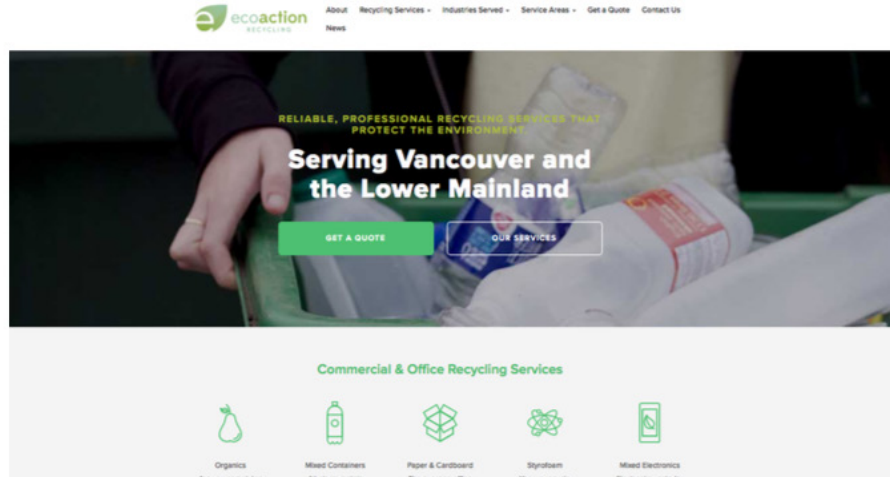 ecoaction
RECYCLING
About Recycling Services Industries Served Service Areas Get a Quote Contact Us
News
RELIABLE, PROFESSIONAL RECYCLING SERVICES THAT
PROTECT THE ENVIRONMENT
Serving Vancouver and
the Lower Mainland
GET A QUOTE OUR SERVICES
Commercial & Office Recycling Services
Organics Mixed Containers Paper & Cardboard Styrofoam Mixed Electronics